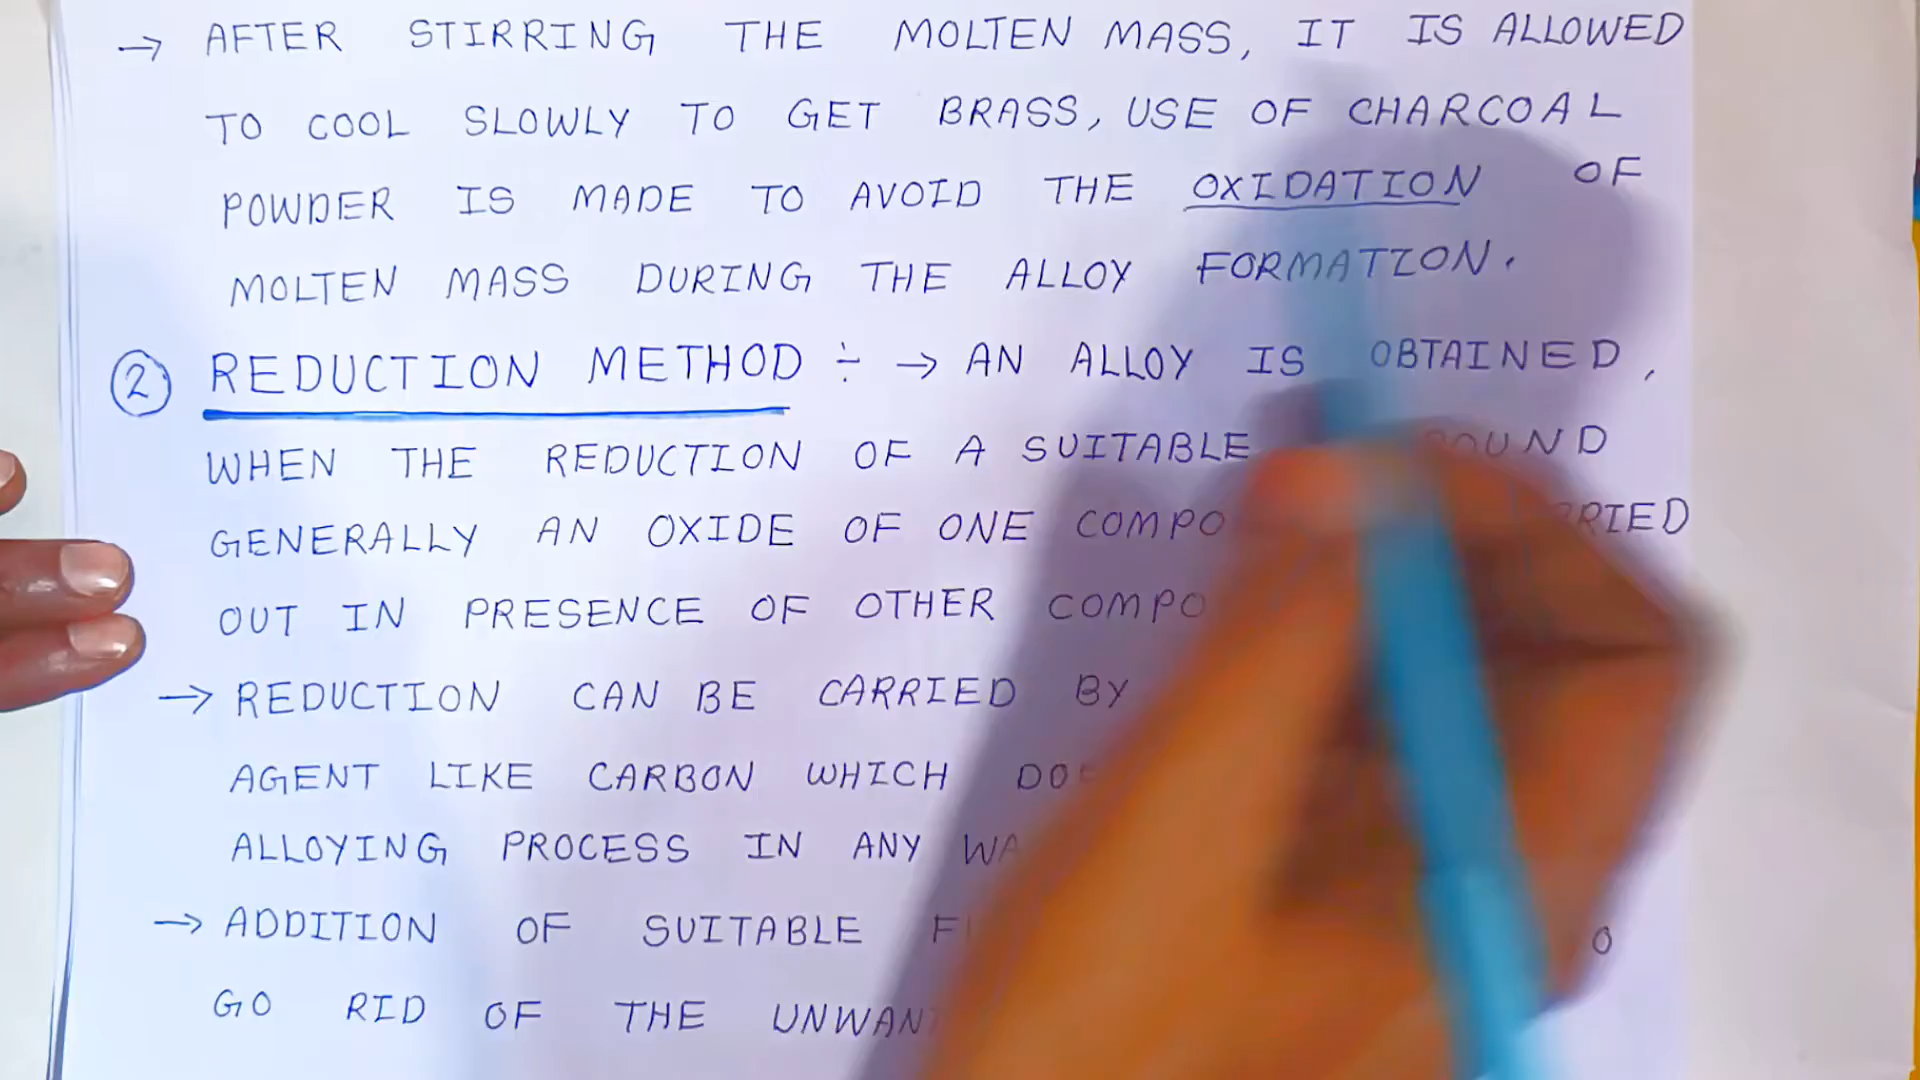 → AFTER STIRRING THE MOLTEN MASS, IT IS ALLOWED
TO COOL SLOWLY TO GET BRASS, USE OF CHARCOAL
POWDER IS MADE TO AVOID THE OXIDATION OF
MOLTEN MASS DURING THE ALLOY FORMATION.
② REDUCTION METHOD ÷ → AN ALLOY IS OBTAINED,
WHEN THE REDUCTION OF A SUITABLE
GENERALLY AN OXIDE OF ONE
OUT IN PRESENCE OF OTHER
→ REDUCTION CAN BE CARRIED BY
AGENT LIKE CARBON WHICH
ALLOYING PROCESS IN ANY
→ ADDITION OF SUITABLE
GO RID OF THE